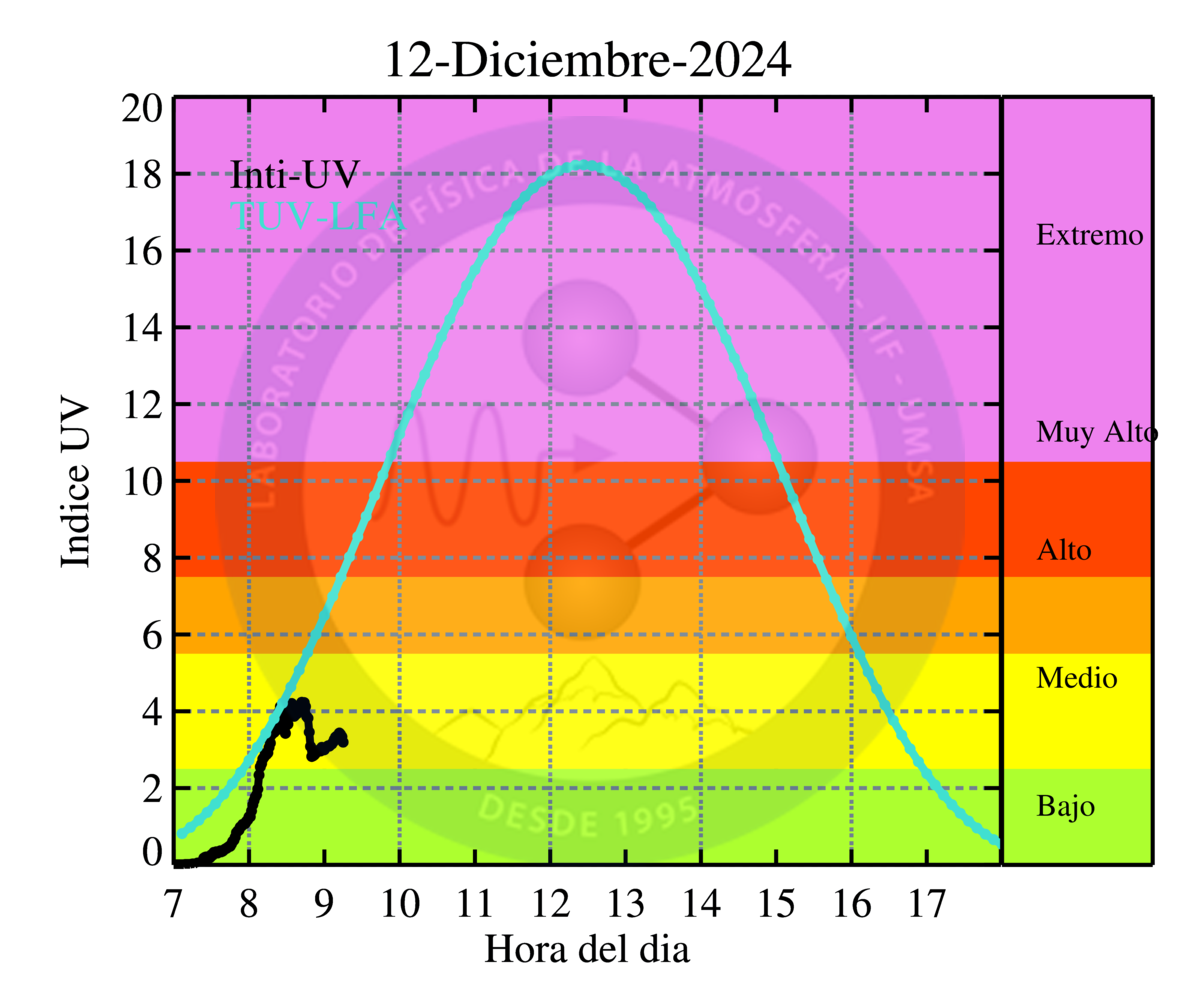 12-Diciembre-2024
20
18
16
14
12
10
8
6
4
2
0
Indice UV
Inti-UV
TUV-LFA
LABORATORIO DE FÍSICA DE LA ATMÓSFERA - IIF - UMSA
DESDE 1995
Extremo
Muy Alto
Alto
Medio
Bajo
7 8 9 10 11 12 13 14 15 16 17
Hora del dia